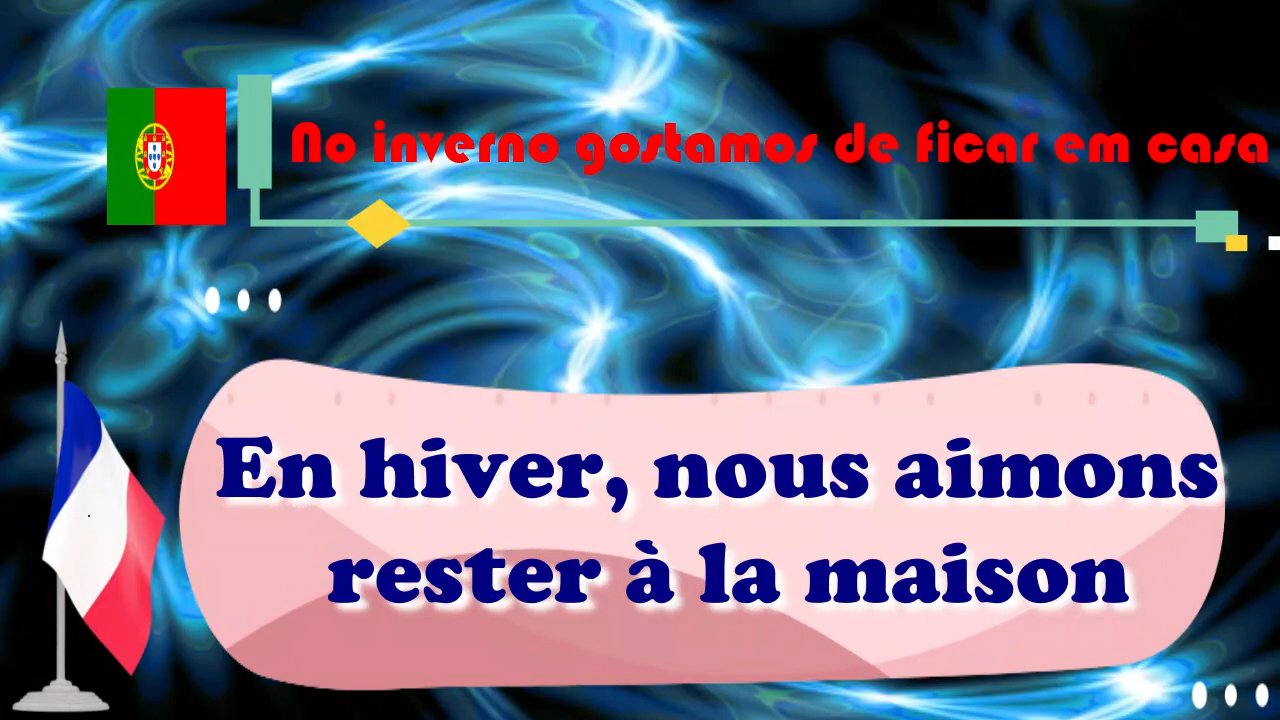 No inverno gostamos de ficar em casa
En hiver, nous aimons
rester à la maison